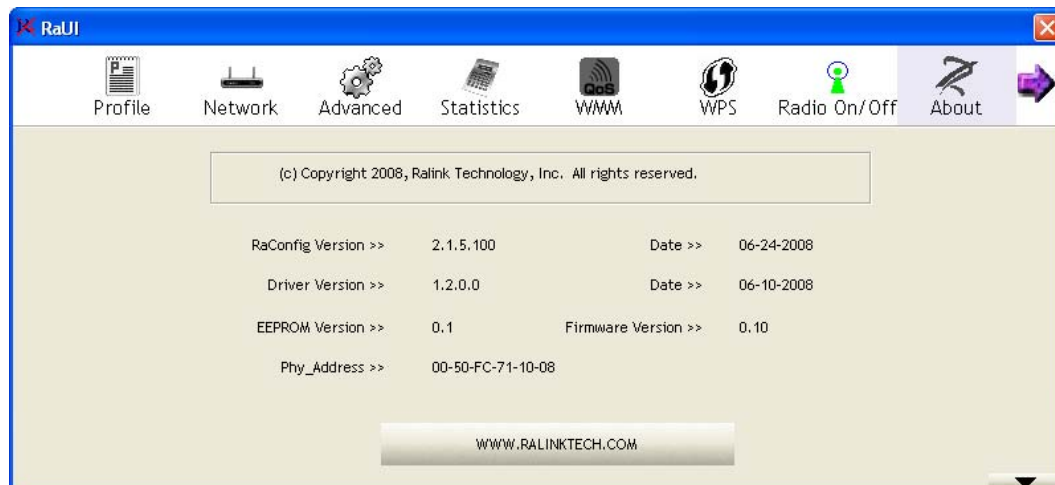 RaUI
Profile Network Advanced Statistics QoS WMM WPS Radio On/Off About
(c) Copyright 2008, Ralink Technology, Inc. All rights reserved.
RaConfig Version >> 2.1.5.100 Date >> 06-24-2008
Driver Version >> 1.2.0.0 Date >> 06-10-2008
EEPROM Version >> 0.1 Firmware Version >> 0.10
Phy_Address >> 00-50-FC-71-10-08
WWW.RALINKTECH.COM